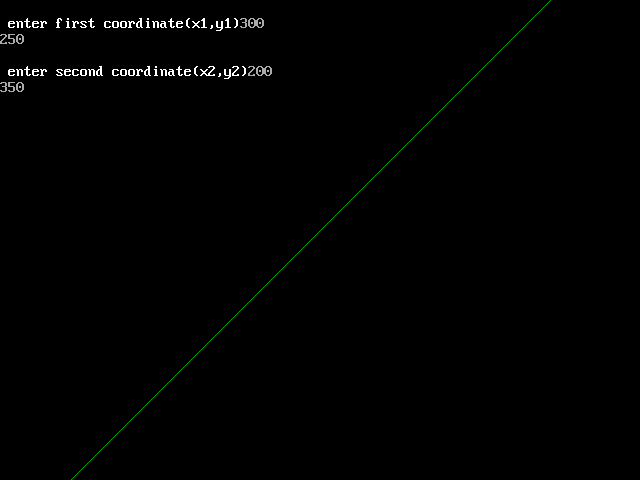 enter first coordinate(x1,y1)300
250
enter second coordinate(x2,y2)200
350